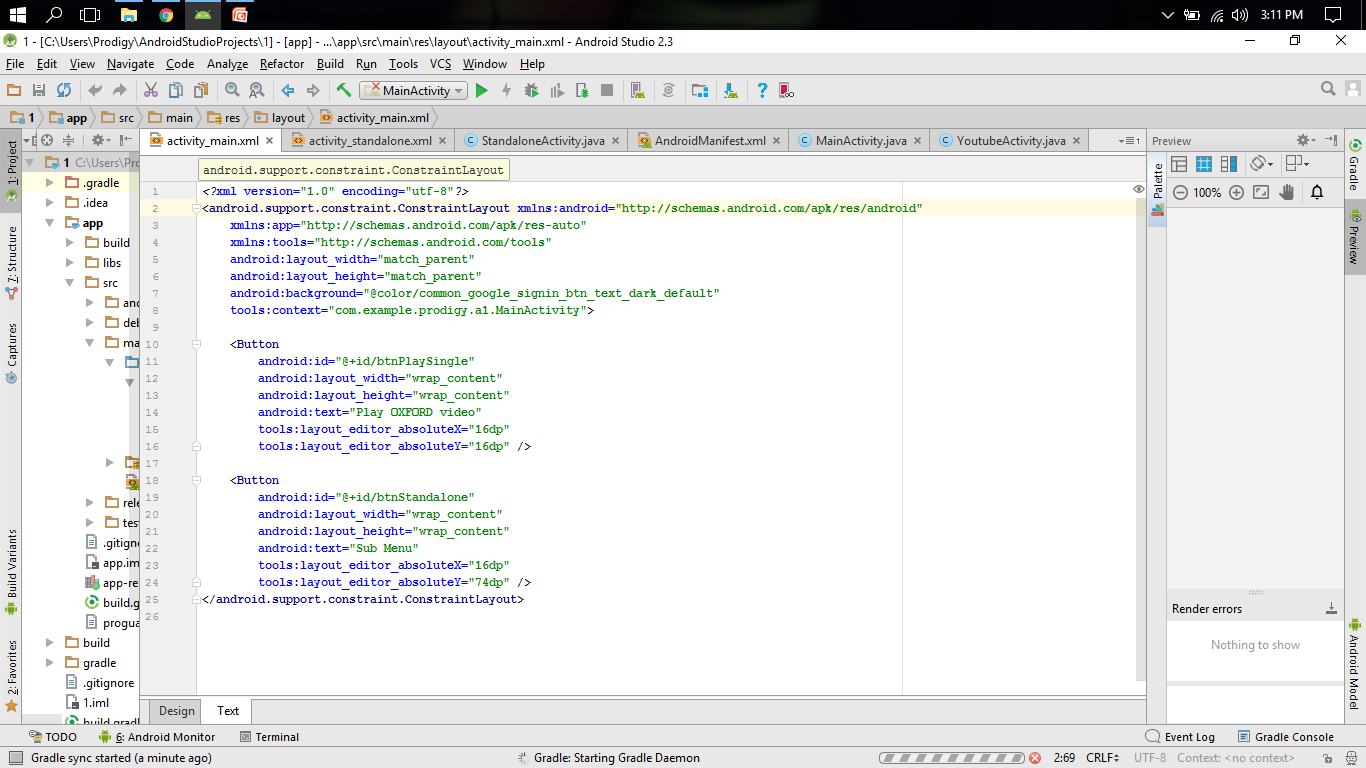 3:11 PM
1 - [C:\Users\Prodigy\AndroidStudioProjects\1] - [app] - ...\app\src\main\res\layout\activity_main.xml - Android Studio 2.3
File Edit View Navigate Code Analyze Refactor Build Run Tools VCS Window Help
MainActivity
1 app src main res layout activity_main.xml
activity_main.xml activity_standalone.xml StandaloneActivity.java AndroidManifest.xml MainActivity.java YoutubeActivity.java Preview
android.support.constraint.ConstraintLayout
100%
1 <?xml version="1.0" encoding="utf-8"?>
2 <android.support.constraint.ConstraintLayout xmlns:android="http://schemas.android.com/apk/res/android"
3 xmlns:app="http://schemas.android.com/apk/res-auto"
4 xmlns:tools="http://schemas.android.com/tools"
5 android:layout_width="match_parent"
6 android:layout_height="match_parent"
7 android:background="@color/common_google_signin_btn_text_dark_default"
8 tools:context="com.example.prodigy.a1.MainActivity">
9
10 <Button
11 android:id="@+id/btnPlaySingle"
12 android:layout_width="wrap_content"
13 android:layout_height="wrap_content"
14 android:text="Play OXFORD video"
15 tools:layout_editor_absoluteX="16dp"
16 tools:layout_editor_absoluteY="16dp" />
17
18 <Button
19 android:id="@+id/btnStandalone"
20 android:layout_width="wrap_content"
21 android:layout_height="wrap_content"
22 android:text="Sub Menu"
23 tools:layout_editor_absoluteX="16dp"
24 tools:layout_editor_absoluteY="74dp" />
25 </android.support.constraint.ConstraintLayout>
26
1 C:\Users\Pro
.gradle
.idea
app
build
libs
src
and
deb
ma
rele
test
.gitign
app.im
app-re
build.g
progua
build
gradle
.gitignore
1.iml
build.gradl
1: Project
7: Structure
Captures
Build Variants
2: Favorites
Palette
Gradle
Preview
Android Model
Render errors
Nothing to show
Design Text
TODO 6: Android Monitor Terminal Event Log Gradle Console
Gradle sync started (a minute ago) Gradle: Starting Gradle Daemon 2:69 CRLF UTF-8 Context: <no context>